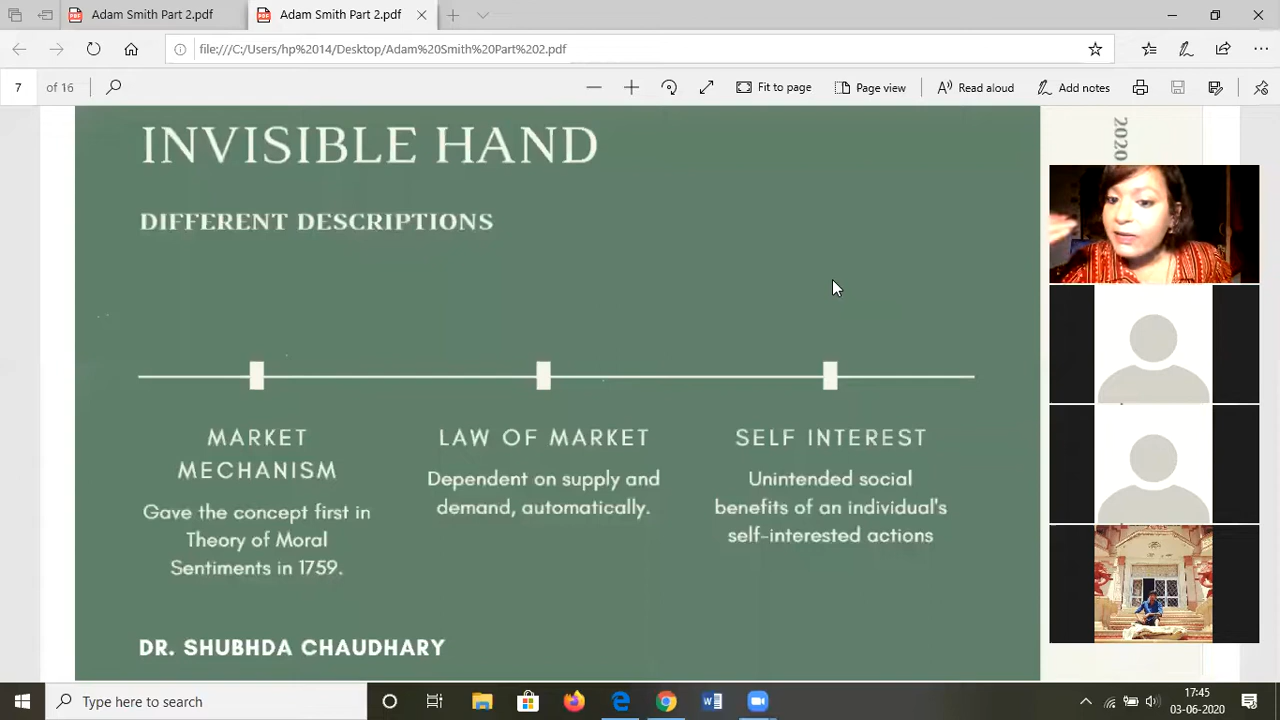 Adam Smith Part 2.pdf
Adam Smith Part 2.pdf
file:///C:/Users/hp%2014/Desktop/Adam%20Smith%20Part%202.pdf
7 of 16
Fit to page
Page view
Read aloud
Add notes
INVISIBLE HAND
2020
DIFFERENT DESCRIPTIONS
MARKET
MECHANISM
Gave the concept first in
Theory of Moral
Sentiments in 1759.
LAW OF MARKET
Dependent on supply and
demand, automatically.
SELF INTEREST
Unintended social
benefits of an individual's
self-interested actions
DR. SHUBHDA CHAUDHARY
Type here to search
17:45
03-06-2020